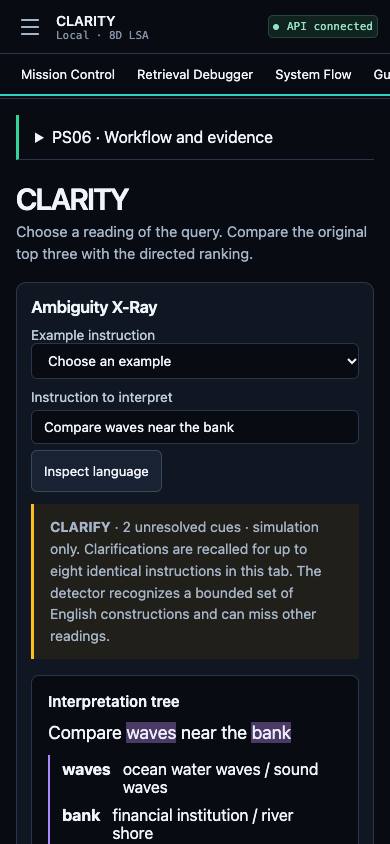 CLARITY
Local · 8D LSA
API connected
Mission Control Retrieval Debugger System Flow Gu
PS06 · Workflow and evidence
CLARITY
Choose a reading of the query. Compare the original
top three with the directed ranking.
Ambiguity X-Ray
Example instruction
Choose an example
Instruction to interpret
Compare waves near the bank
Inspect language
CLARIFY · 2 unresolved cues · simulation
only. Clarifications are recalled for up to
eight identical instructions in this tab. The
detector recognizes a bounded set of
English constructions and can miss other
readings.
Interpretation tree
Compare waves near the bank
waves ocean water waves / sound
waves
bank financial institution / river
shore